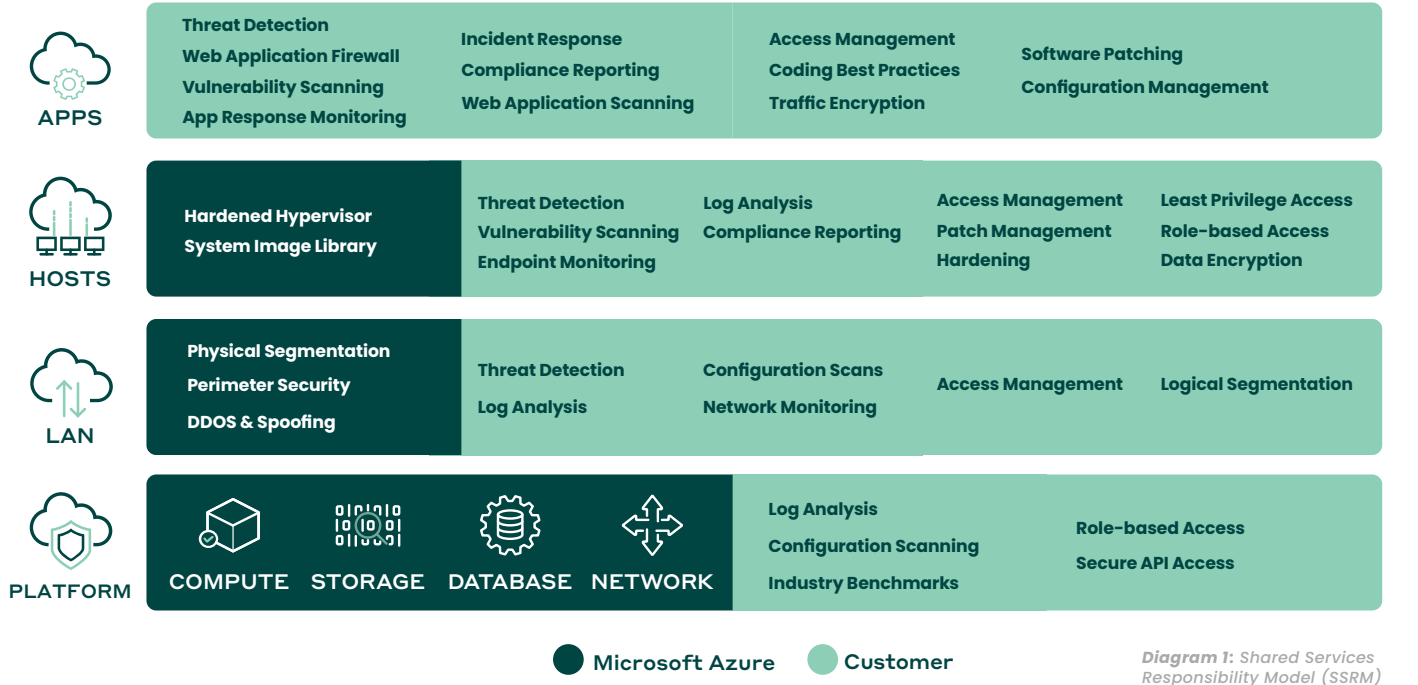 Threat Detection
Web Application Firewall
Vulnerability Scanning
App Response Monitoring
Incident Response
Compliance Reporting
Web Application Scanning
Access Management
Coding Best Practices
Traffic Encryption
Software Patching
Configuration Management
APPS
Hardened Hypervisor
System Image Library
Threat Detection
Vulnerability Scanning
Endpoint Monitoring
Log Analysis
Compliance Reporting
Access Management
Patch Management
Hardening
Least Privilege Access
Role-based Access
Data Encryption
HOSTS
Physical Segmentation
Perimeter Security
DDOS & Spoofing
Threat Detection
Log Analysis
Configuration Scans
Network Monitoring
Access Management
Logical Segmentation
LAN
COMPUTE
STORAGE
DATABASE
NETWORK
Log Analysis
Configuration Scanning
Industry Benchmarks
Role-based Access
Secure API Access
PLATFORM
Microsoft Azure
Customer
Diagram 1: Shared Services
Responsibility Model (SSRM)